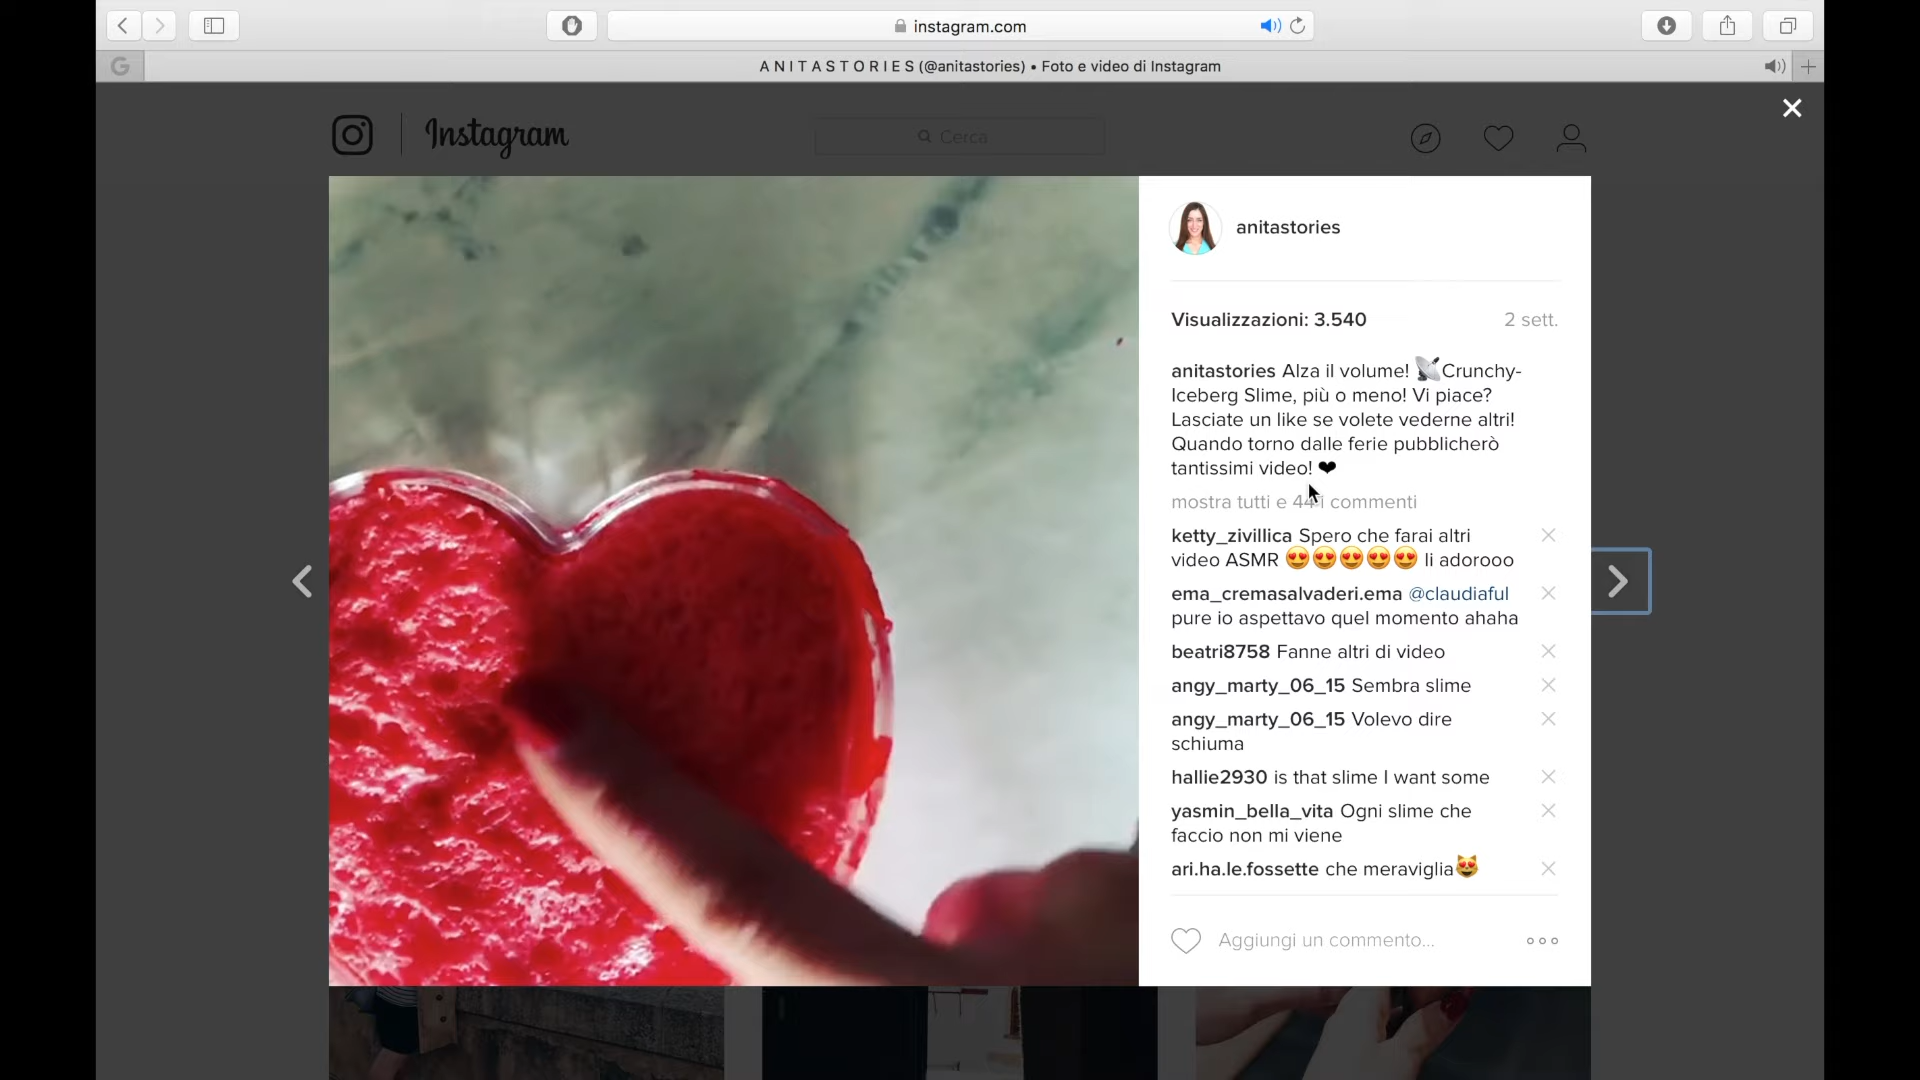 instagram.com
A N I T A S T O R I E S (@anitastories) • Foto e video di Instagram
G
Instagram
Cerca
anitastories
Visualizzazioni: 3.540 2 sett.
anitastories Alza il volume! 📡Crunchy-
Iceberg Slime, più o meno! Vi piace?
Lasciate un like se volete vederne altri!
Quando torno dalle ferie pubblicherò
tantissimi video! ❤
mostra tutti e 44 i commenti
ketty_zivillica Spero che farai altri
video ASMR 😍😍😍😍😍 li adorooo
ema_cremasalvaderi.ema @claudiaful
pure io aspettavo quel momento ahaha
beatri8758 Fanne altri di video
angy_marty_06_15 Sembra slime
angy_marty_06_15 Volevo dire
schiuma
hallie2930 is that slime I want some
yasmin_bella_vita Ogni slime che
faccio non mi viene
ari.ha.le.fossette che meraviglia😻
Aggiungi un commento...